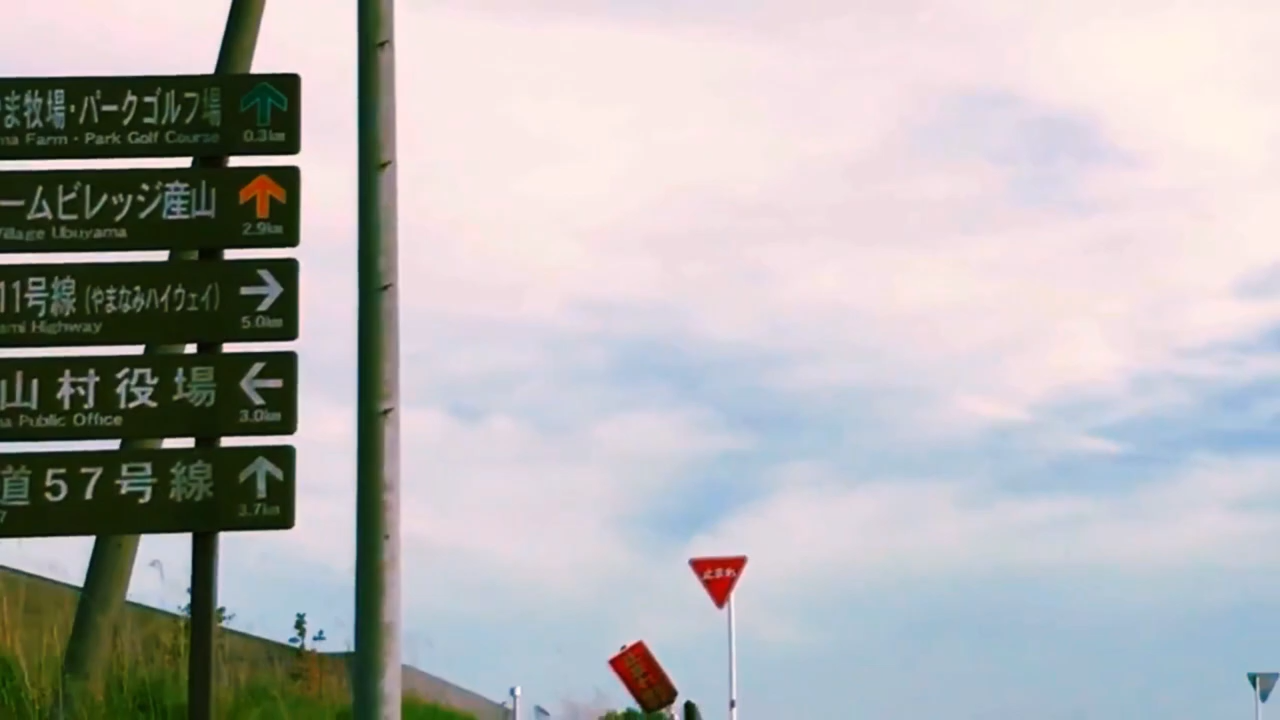 ま牧場・パークゴルフ場
ma Farm・Park Golf Course
0.3km
ームビレッジ産山
Village Ubuyama
2.9km
11号線(やまなみハイウェイ)
ami Highway
5.0km
山村役場
a Public Office
3.0km
道57号線
7
3.7km
止まれ